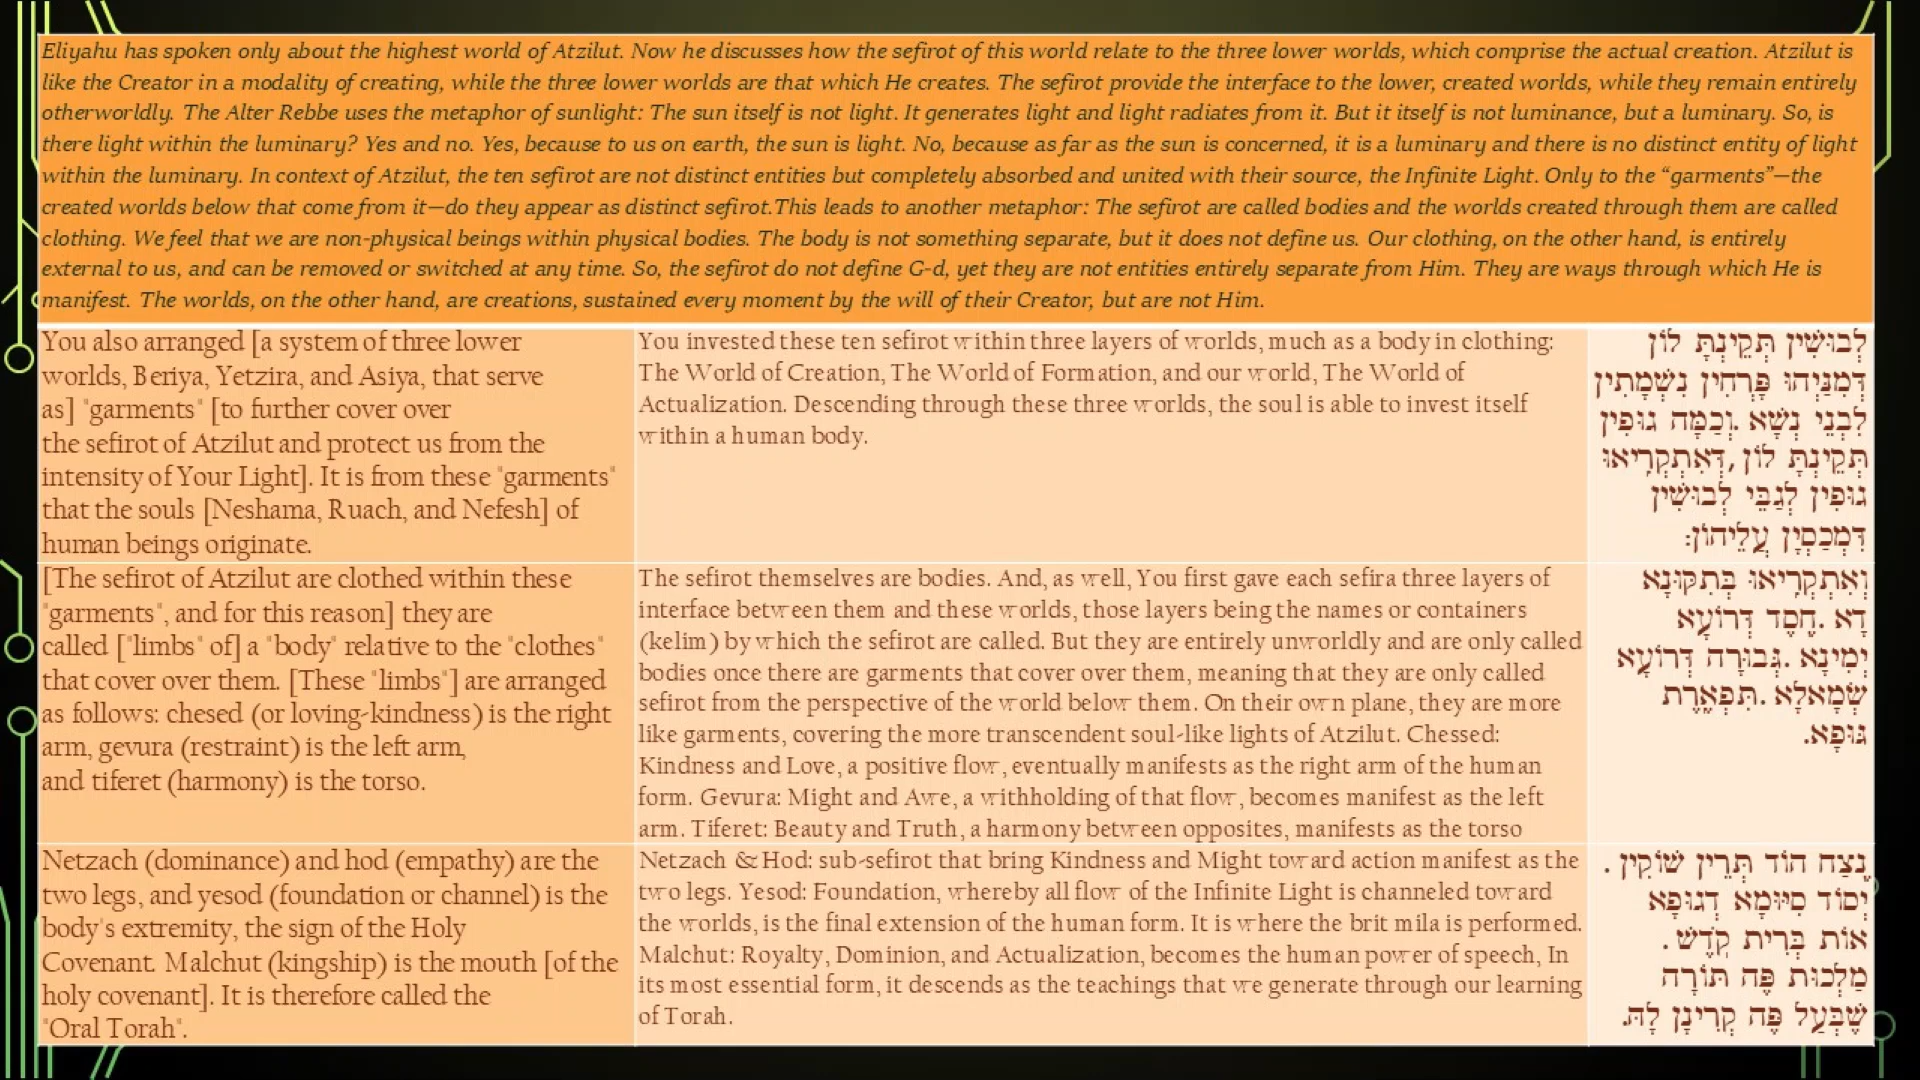 Eliyahu has spoken only about the highest world of Atzilut. Now he discusses how the sefirot of this world relate to the three lower worlds, which comprise the actual creation. Atzilut is
like the Creator in a modality of creating, while the three lower worlds are that which He creates. The sefirot provide the interface to the lower, created worlds, while they remain entirely
otherworldly. The Alter Rebbe uses the metaphor of sunlight: The sun itself is not light. It generates light and light radiates from it. But it itself is not luminance, but a luminary. So, is
there light within the luminary? Yes and no. Yes, because to us on earth, the sun is light. No, because as far as the sun is concerned, it is a luminary and there is no distinct entity of light
within the luminary. In context of Atzilut, the ten sefirot are not distinct entities but completely absorbed and united with their source, the Infinite Light. Only to the “garments”—the
created worlds below that come from it—do they appear as distinct sefirot.This leads to another metaphor: The sefirot are called bodies and the worlds created through them are called
clothing. We feel that we are non-physical beings within physical bodies. The body is not something separate, but it does not define us. Our clothing, on the other hand, is entirely
external to us, and can be removed or switched at any time. So, the sefirot do not define G-d, yet they are not entities entirely separate from Him. They are ways through which He is
manifest. The worlds, on the other hand, are creations, sustained every moment by the will of their Creator, but are not Him.
You also arranged [a system of three lower
worlds, Beriya, Yetzira, and Asiya, that serve
as] "garments" [to further cover over
the sefirot of Atzilut and protect us from the
intensity of Your Light]. It is from these "garments"
that the souls [Neshama, Ruach, and Nefesh] of
human beings originate.
You invested these ten sefirot within three layers of worlds, much as a body in clothing:
The World of Creation, The World of Formation, and our world, The World of
Actualization. Descending through these three worlds, the soul is able to invest itself
within a human body.
לְבוּשִׁין תְּקֵינְתָּ לוֹן
דְּמִנַּיְהוּ פָּרְחִין נִשְׁמָתִין
לִבְנֵי נְשָׁא .וְכַמָּה גוּפִין
תְּקֵינְתָּ לוֹן ,דְּאִתְקְרִיאוּ
גוּפִין לְגַבֵּי לְבוּשִׁין
דִּמְכַסְיָן עֲלֵיהוֹן:
[The sefirot of Atzilut are clothed within these
"garments", and for this reason] they are
called ["limbs" of] a "body" relative to the "clothes"
that cover over them. [These "limbs"] are arranged
as follows: chesed (or loving-kindness) is the right
arm, gevura (restraint) is the left arm,
and tiferet (harmony) is the torso.
The sefirot themselves are bodies. And, as well, You first gave each sefira three layers of
interface between them and these worlds, those layers being the names or containers
(kelim) by which the sefirot are called. But they are entirely unworldly and are only called
bodies once there are garments that cover over them, meaning that they are only called
sefirot from the perspective of the world below them. On their own plane, they are more
like garments, covering the more transcendent soul-like lights of Atzilut. Chessed:
Kindness and Love, a positive flow, eventually manifests as the right arm of the human
form. Gevura: Might and Awe, a withholding of that flow, becomes manifest as the left
arm. Tiferet: Beauty and Truth, a harmony between opposites, manifests as the torso
וְאִתְקְרִיאוּ בְּתִקּוּנָא
דָא .חֶסֶד דְּרוֹעָא
יְמִינָא .גְּבוּרָה דְּרוֹעָא
שְׂמָאלָא .תִּפְאֶרֶת
גּוּפָא.
Netzach (dominance) and hod (empathy) are the
two legs, and yesod (foundation or channel) is the
body's extremity, the sign of the Holy
Covenant. Malchut (kingship) is the mouth [of the
holy covenant]. It is therefore called the
"Oral Torah".
Netzach & Hod: sub-sefirot that bring Kindness and Might toward action manifest as the
two legs. Yesod: Foundation, whereby all flow of the Infinite Light is channeled toward
the worlds, is the final extension of the human form. It is where the brit mila is performed.
Malchut: Royalty, Dominion, and Actualization, becomes the human power of speech, In
its most essential form, it descends as the teachings that we generate through our learning
of Torah.
נֶצַח הוֹד תְּרֵין שׁוֹקִין .
יְסוֹד סִיּוּמָא דְגוּפָא
אוֹת בְּרִית קֹדֶשׁ .
מַלְכוּת פֶּה תּוֹרָה
שֶׁבְּעַל פֶּה קְרִינָן לָהּ.